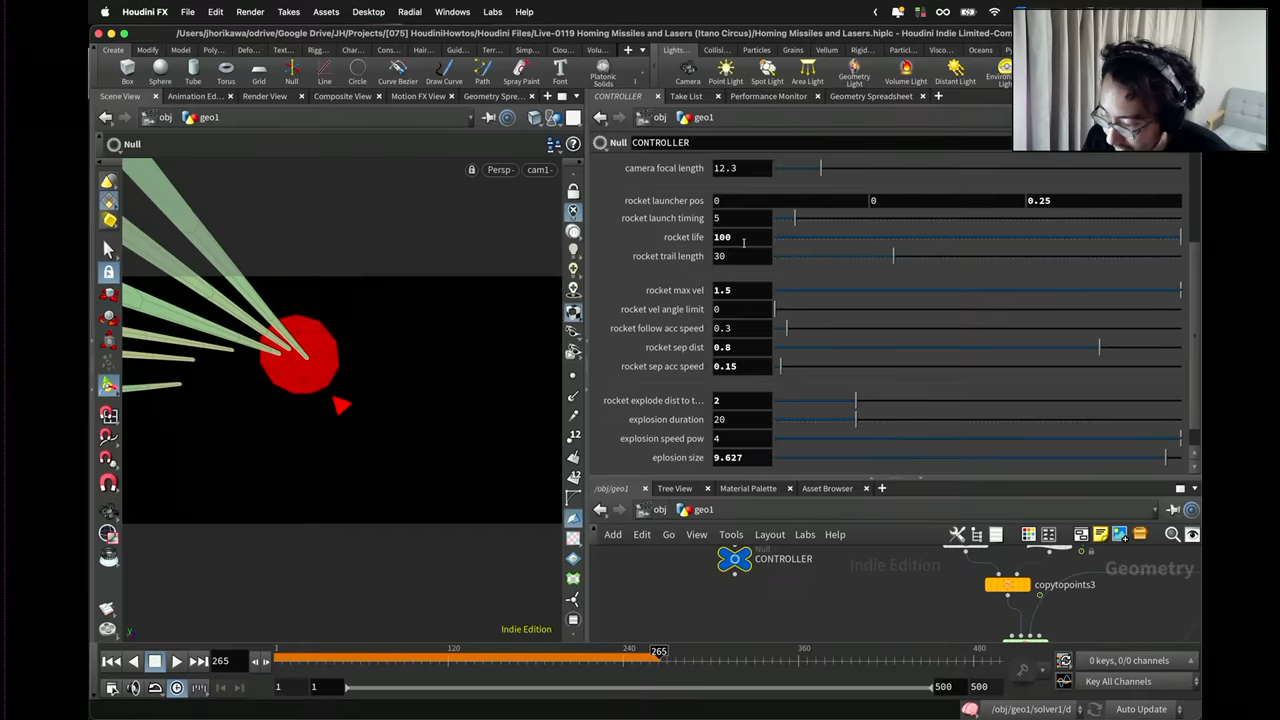 Houdini FX File Edit Render Takes Assets Desktop Radial Windows Labs Help
/Users/jhorikawa/odrive/Google Drive/JH/Projects/[075] HoudiniHowtos/Houdini Files/Live-0119 Homing Missiles and Lasers (Itano Circus)/Homing Missiles and Lasers.hiplc - Houdini Indie Limited-Com
Create Modify Model Poly... Defo... Text... Rigg... Char... Cons... Hair... Guid... Terr... Simpl... Clou... Volu... Lights... Collisi... Particles Grains Vellum Rigid... Particl... Viscou... Oceans
Box Sphere Tube Torus Grid Null Line Circle Curve Bezier Draw Curve Path Spray Paint Font Platonic Solids Camera Point Light Spot Light Area Light Geometry Light Volume Light Distant Light
Scene View Animation Ed... Render View Composite View Motion FX View Geometry Spre... CONTROLLER Take List Performance Monitor Geometry Spreadsheet
obj geo1 obj geo1
Null Null CONTROLLER
Persp cam1
camera focal length 12.3
rocket launcher pos 0 0 0.25
rocket launch timing 5
rocket life 100
rocket trail length 30
rocket max vel 1.5
rocket vel angle limit 0
rocket follow acc speed 0.3
rocket sep dist 0.8
rocket sep acc speed 0.15
rocket explode dist to t... 2
explosion duration 20
explosion speed pow 4
eplosion size 9.627
/obj/geo1 Tree View Material Palette Asset Browser
obj geo1
Add Edit Go View Tools Layout Labs Help
Null
CONTROLLER
Indie Edition
Geometry
copytopoints3
Indie Edition
265 1 120 240 265 360 480
0 keys, 0/0 channels
1 1 500 500
Key All Channels
/obj/geo1/solver1/d Auto Update